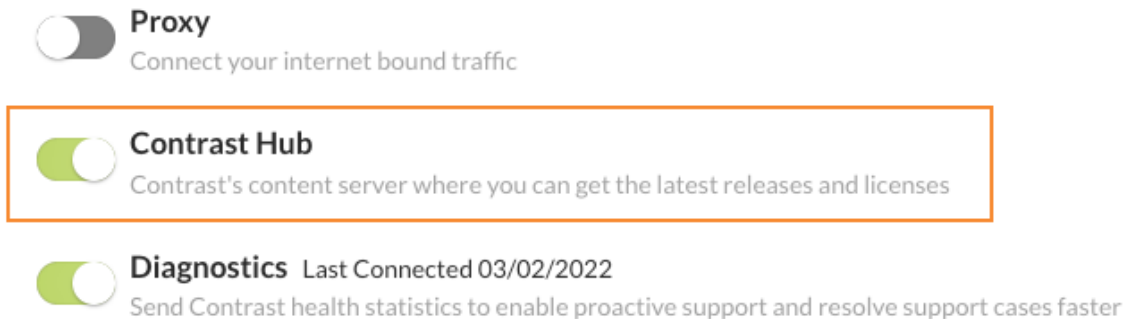 Proxy
Connect your internet bound traffic
Contrast Hub
Contrast's content server where you can get the latest releases and licenses
Diagnostics Last Connected 03/02/2022
Send Contrast health statistics to enable proactive support and resolve support cases faster